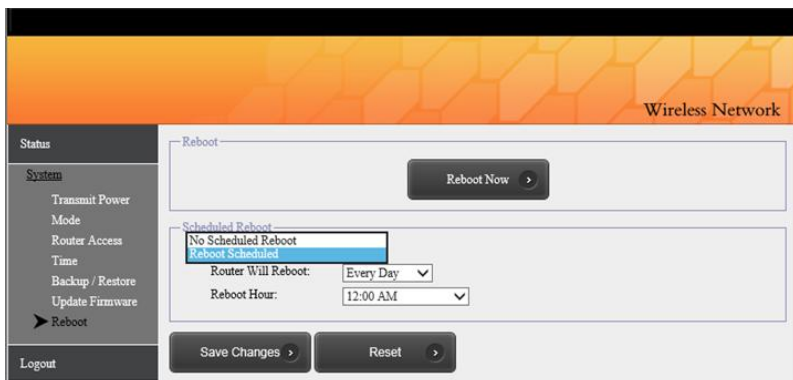 Wireless Network
Status
System
Transmit Power
Mode
Router Access
Time
Backup / Restore
Update Firmware
Reboot
Logout
Reboot
Reboot Now
Scheduled Reboot
No Scheduled Reboot
Reboot Scheduled
Router Will Reboot: Every Day
Reboot Hour: 12:00 AM
Save Changes
Reset